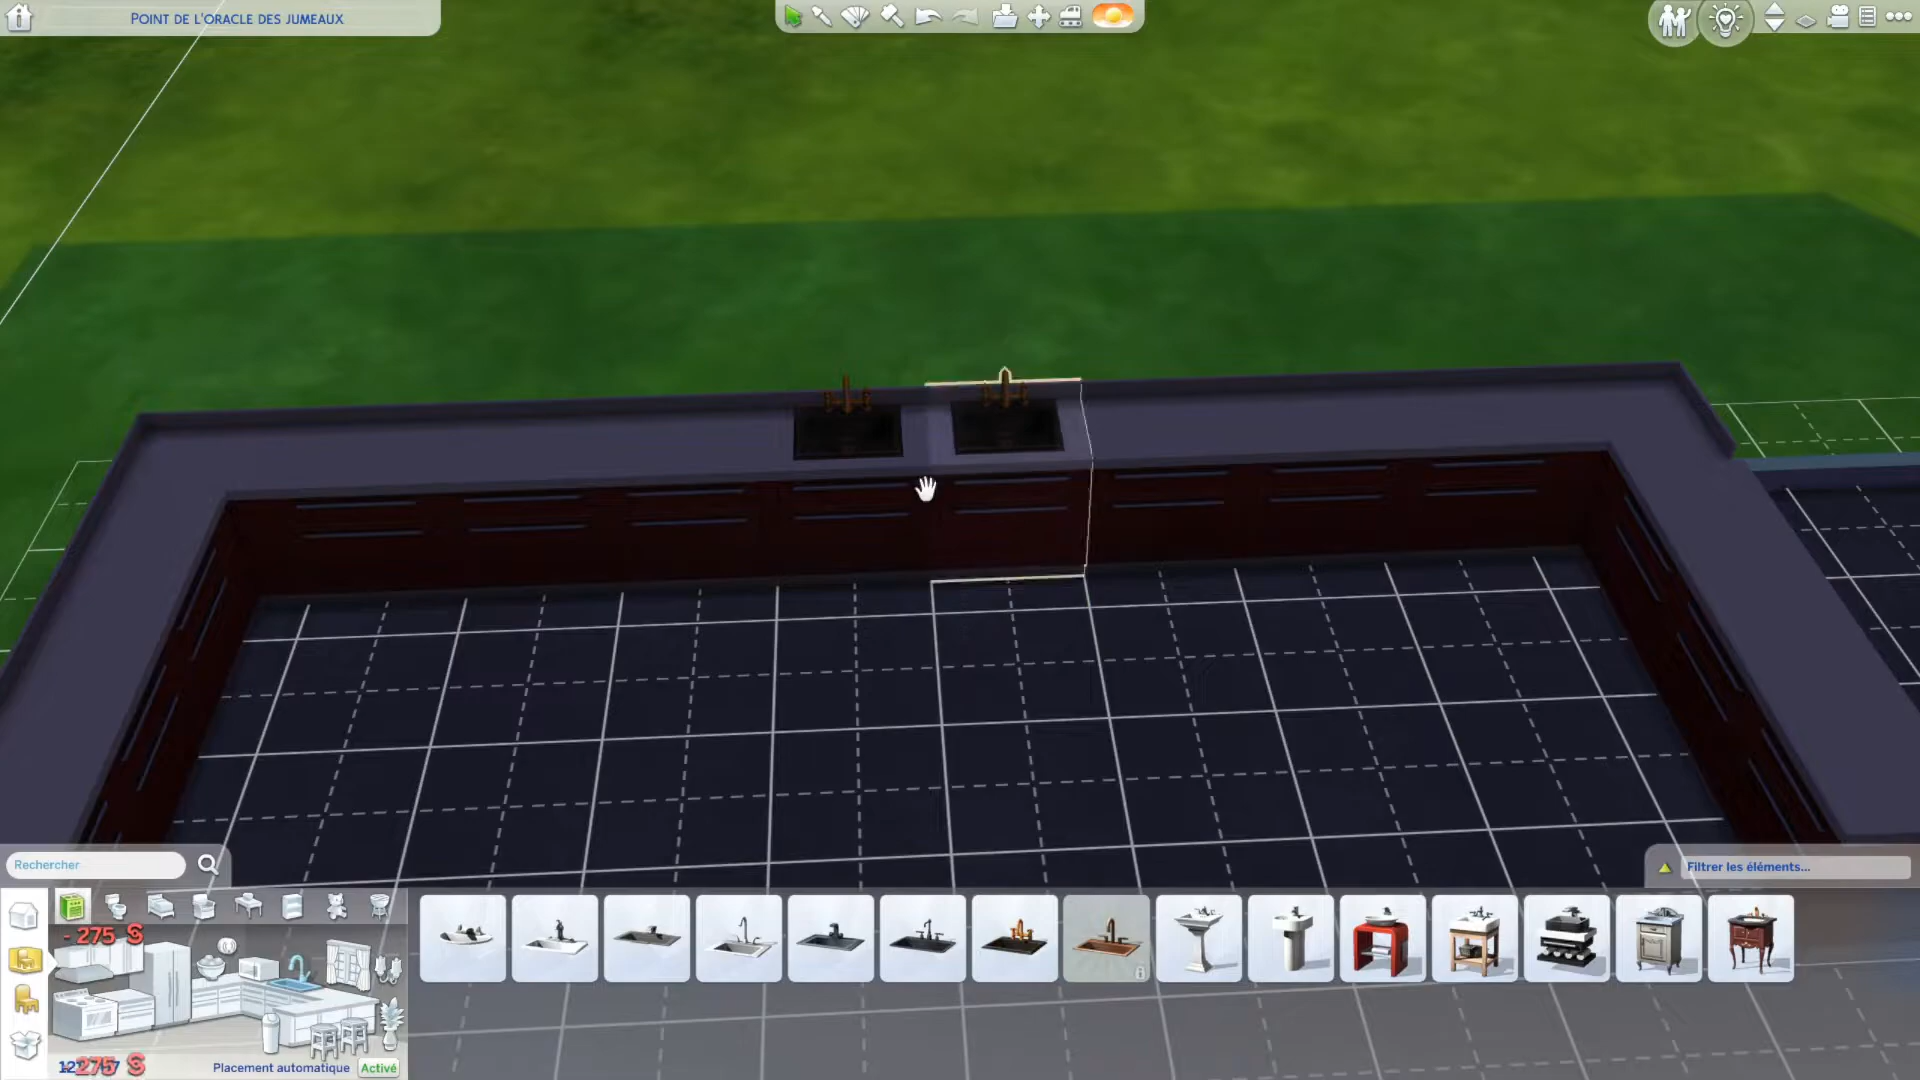 POINT DE L'ORACLE DES JUMEAUX
Rechercher
Filtrer les éléments...
- 275 §
-275 §
Placement automatique Activé